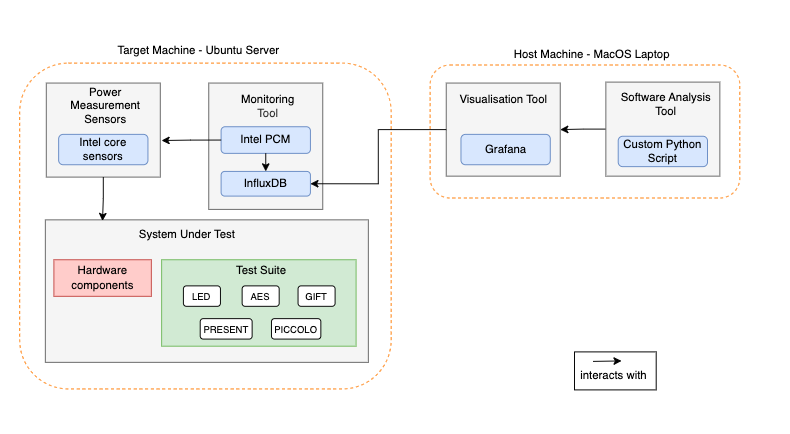 Target Machine - Ubuntu Server
Host Machine - MacOS Laptop
Power
Measurement
Sensors
Intel core
sensors
Monitoring
Tool
Intel PCM
InfluxDB
Visualisation Tool
Grafana
Software Analysis
Tool
Custom Python
Script
System Under Test
Hardware
components
Test Suite
LED
AES
GIFT
PRESENT
PICCOLO
interacts with